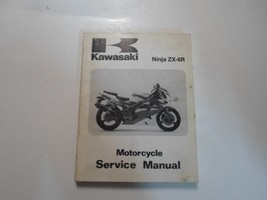 Kawasaki
Ninja ZX-6R
Motorcycle
Service Manual